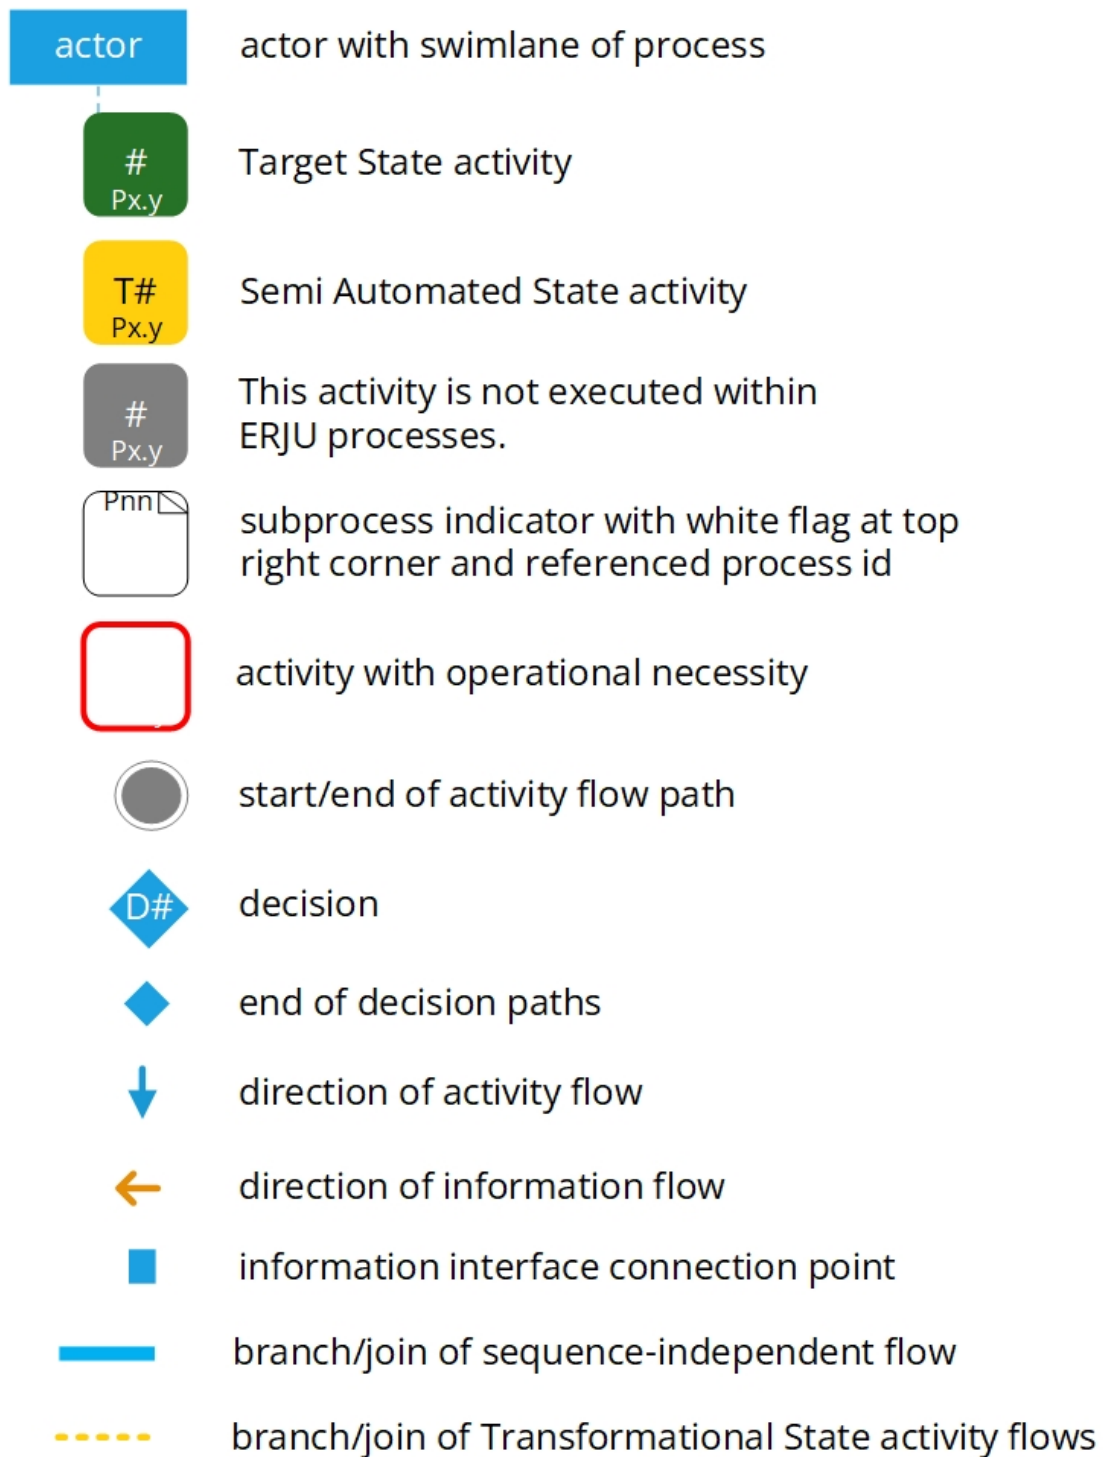 actor actor with swimlane of process
# Target State activity
Px.y
T# Semi Automated State activity
Px.y
This activity is not executed within
# ERJU processes.
Px.y
Pnn
subprocess indicator with white flag at top
right corner and referenced process id
activity with operational necessity
start/end of activity flow path
D# decision
end of decision paths
direction of activity flow
direction of information flow
information interface connection point
branch/join of sequence-independent flow
branch/join of Transformational State activity flows